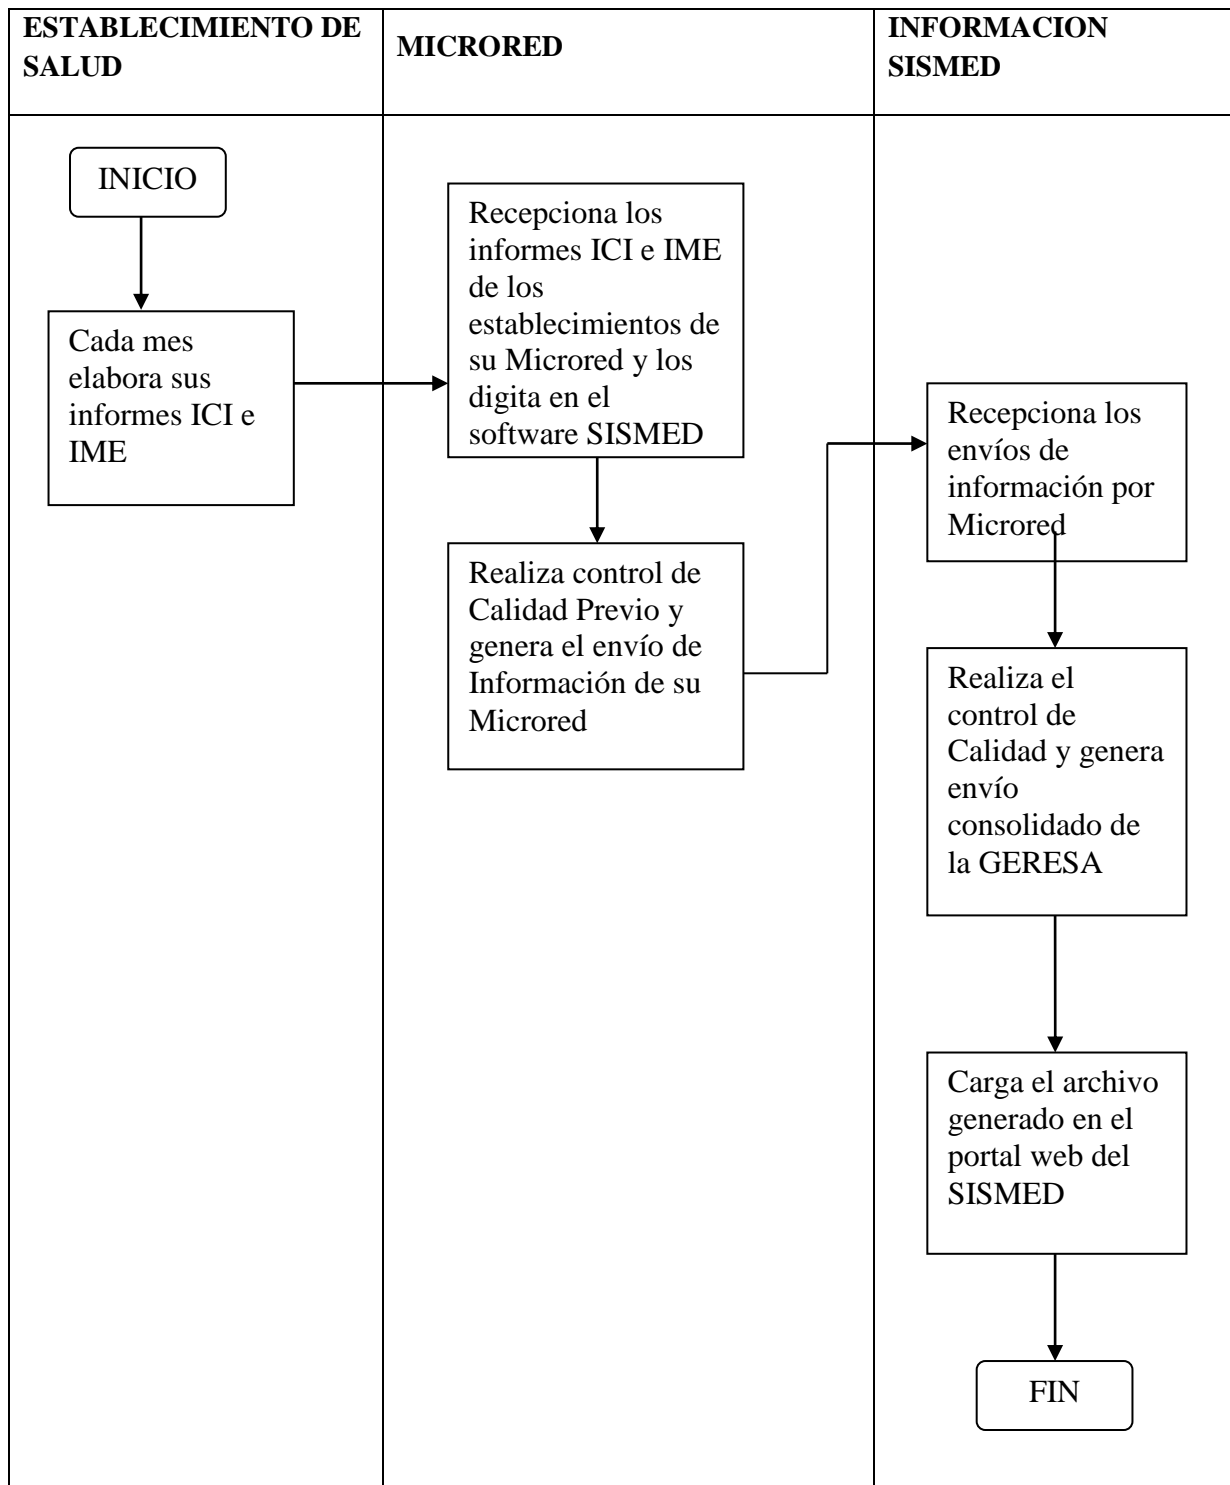 ESTABLECIMIENTO DE
SALUD
MICRORED
INFORMACION
SISMED
INICIO
Cada mes
elabora sus
informes ICI e
IME
Recepciona los
informes ICI e IME
de los
establecimientos de
su Microred y los
digita en el
software SISMED
Realiza control de
Calidad Previo y
genera el envío de
Información de su
Microred
Recepciona los
envíos de
información por
Microred
Realiza el
control de
Calidad y genera
envío
consolidado de
la GERESA
Carga el archivo
generado en el
portal web del
SISMED
FIN